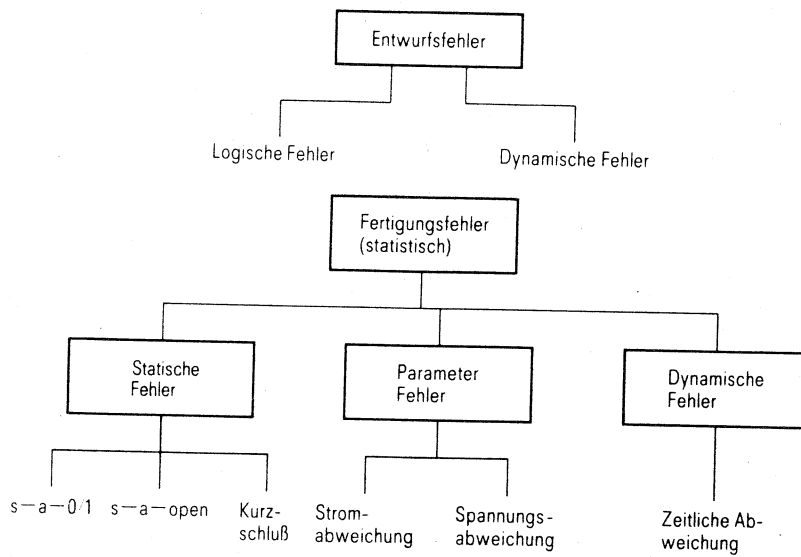 Entwurfsfehler
Logische Fehler
Dynamische Fehler
Fertigungsfehler
(statistisch)
Statische
Fehler
Parameter
Fehler
Dynamische
Fehler
s—a—0/1
s—a—open
Kurz-
schluß
Strom-
abweichung
Spannungs-
abweichung
Zeitliche Ab-
weichung